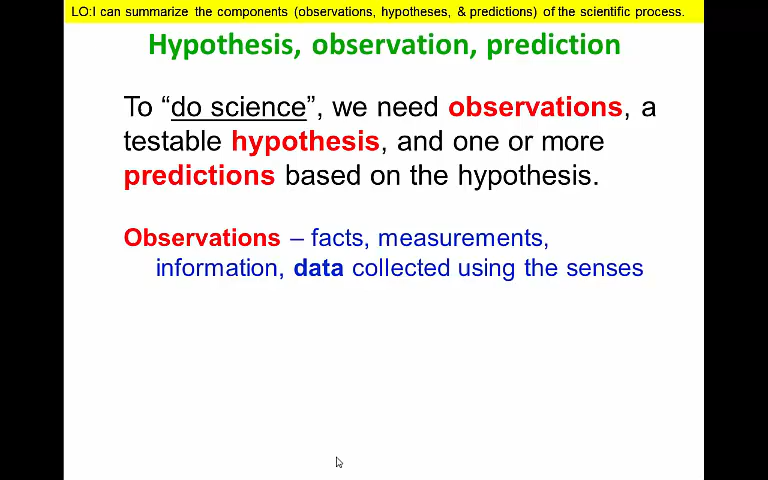 LO:I can summarize the components (observations, hypotheses, & predictions) of the scientific process.
Hypothesis, observation, prediction
To “do science”, we need observations, a
testable hypothesis, and one or more
predictions based on the hypothesis.
Observations – facts, measurements,
information, data collected using the senses